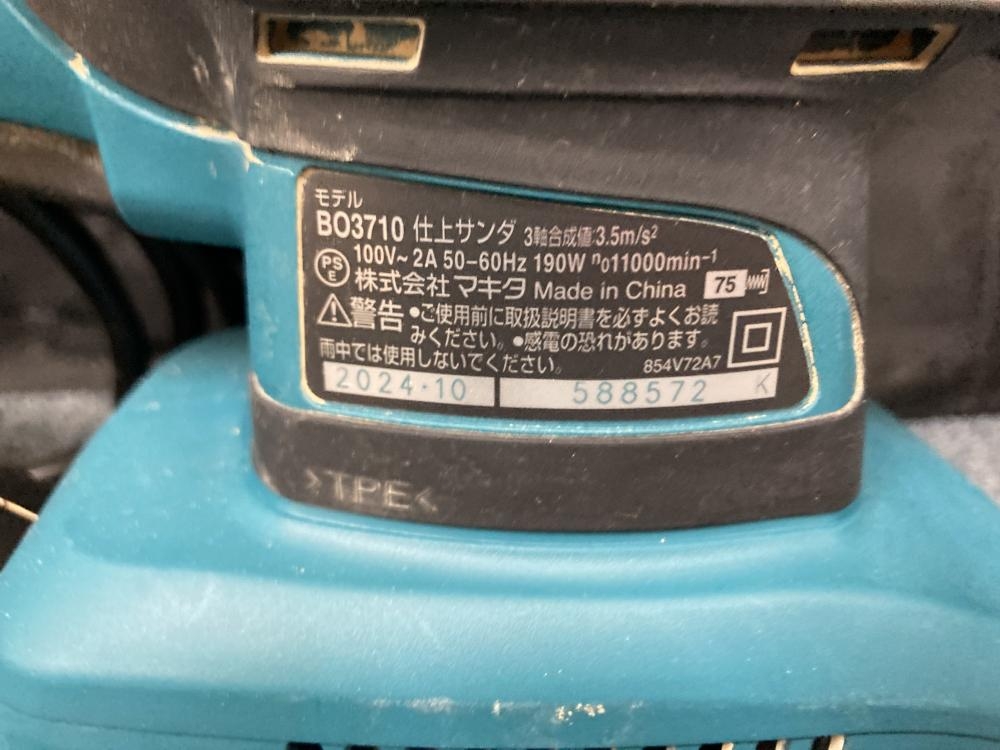 モデル
BO3710 仕上サンダ 3軸合成値:3.5m/s²
100V~2A 50-60Hz 190W n₀11000min⁻¹
PS E 株式会社マキタ Made in China 75
警告 •ご使用前に取扱説明書を必ずよくお読
みください。•感電の恐れがあります。
雨中では使用しないでください。 854V72A7
2024・10 588572 K
>TPE<